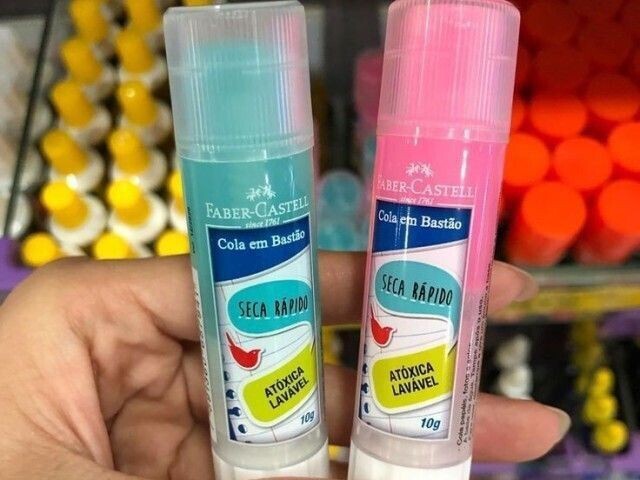 FABER-CASTELL
since 1761
Cola em Bastão
SECA RÁPIDO
ATÓXICA
LAVÁVEL
10g
FABER-CASTELL
since 1761
Cola em Bastão
SECA RÁPIDO
ATÓXICA
LAVÁVEL
10g